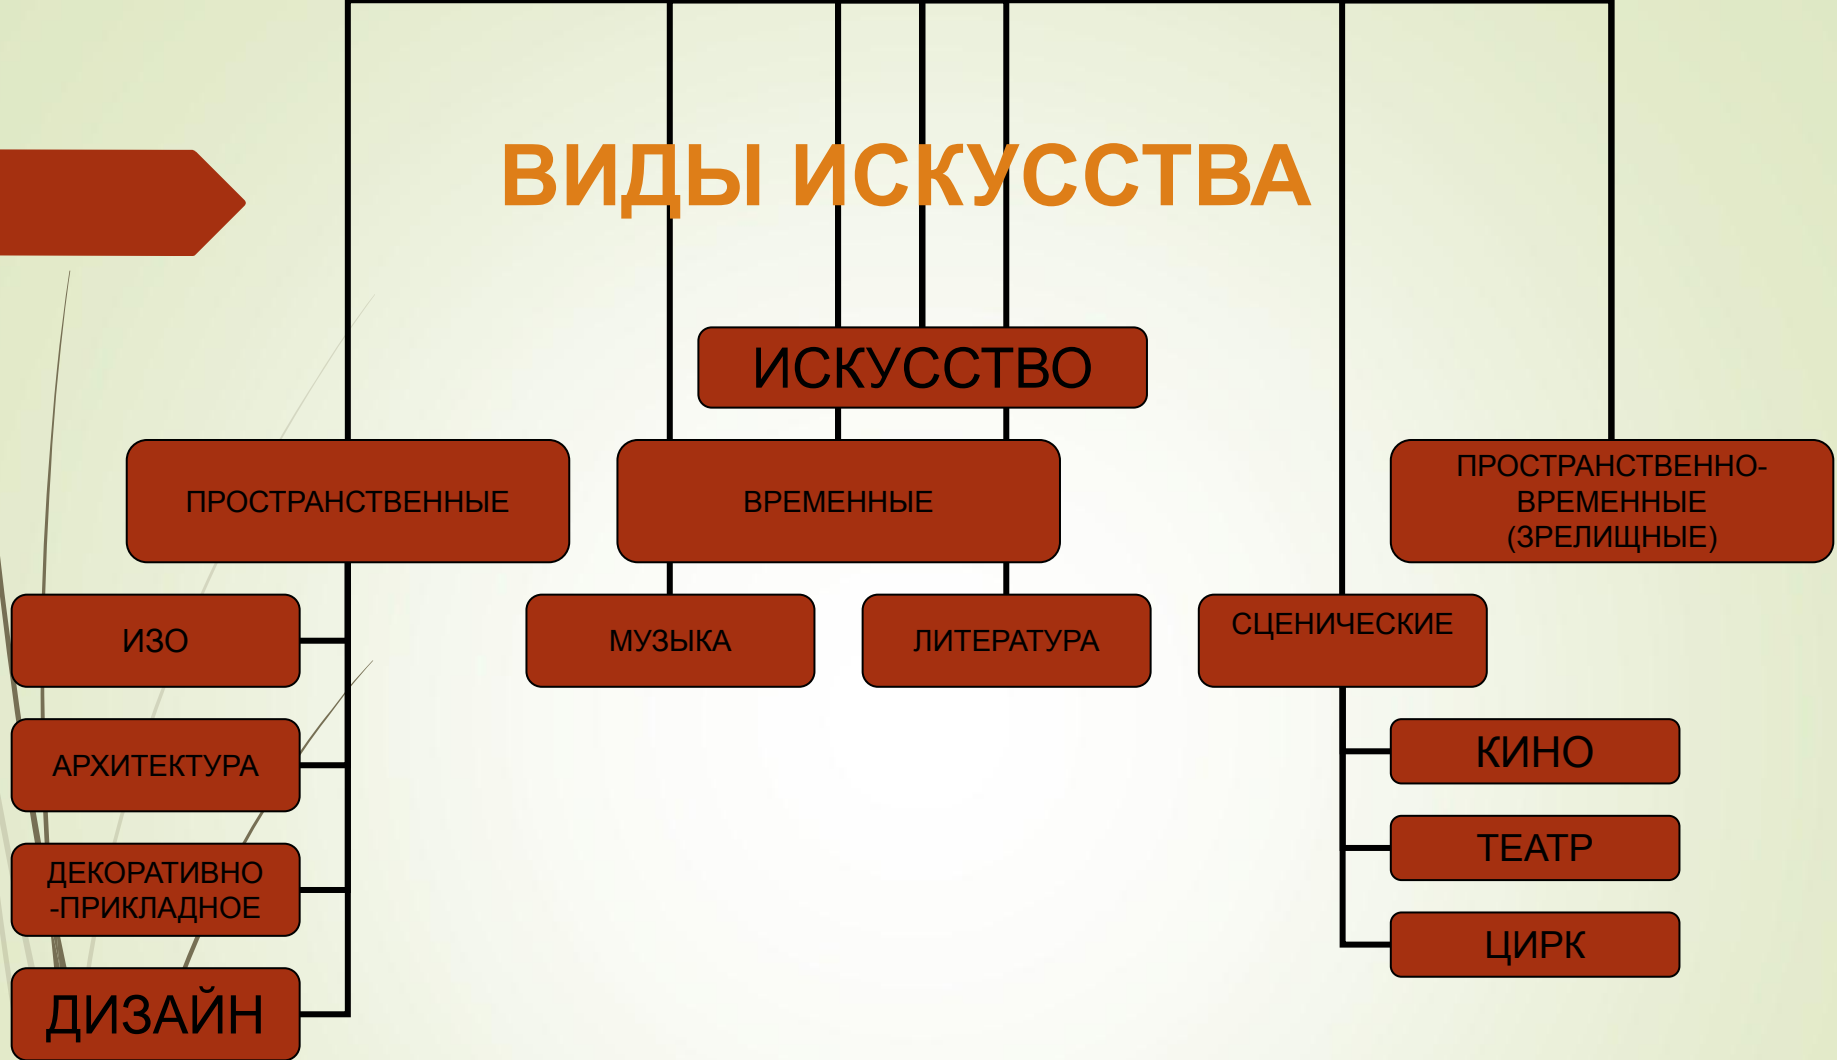 ВИДЫ ИСКУССТВА
ИСКУССТВО
ПРОСТРАНСТВЕННЫЕ
ВРЕМЕННЫЕ
ПРОСТРАНСТВЕННО-
ВРЕМЕННЫЕ
(ЗРЕЛИЩНЫЕ)
ИЗО
МУЗЫКА
ЛИТЕРАТУРА
СЦЕНИЧЕСКИЕ
АРХИТЕКТУРА
КИНО
ДЕКОРАТИВНО
-ПРИКЛАДНОЕ
ТЕАТР
ЦИРК
ДИЗАЙН